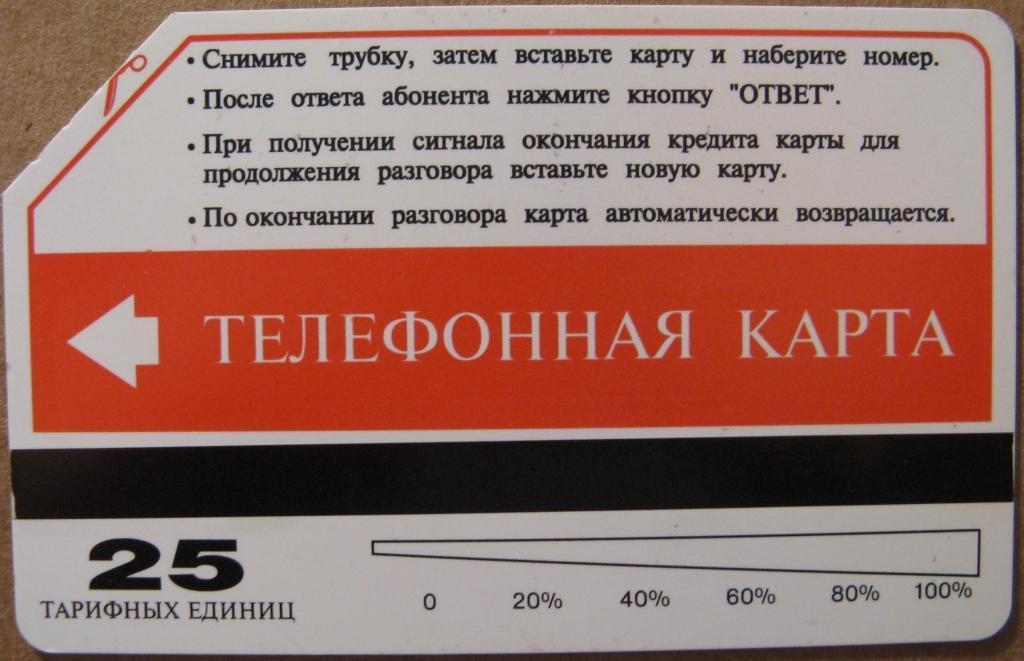 • Снимите трубку, затем вставьте карту и наберите номер.
• После ответа абонента нажмите кнопку "ОТВЕТ".
• При получении сигнала окончания кредита карты для
продолжения разговора вставьте новую карту.
• По окончании разговора карта автоматически возвращается.
ТЕЛЕФОННАЯ КАРТА
25
ТАРИФНЫХ ЕДИНИЦ
0 20% 40% 60% 80% 100%